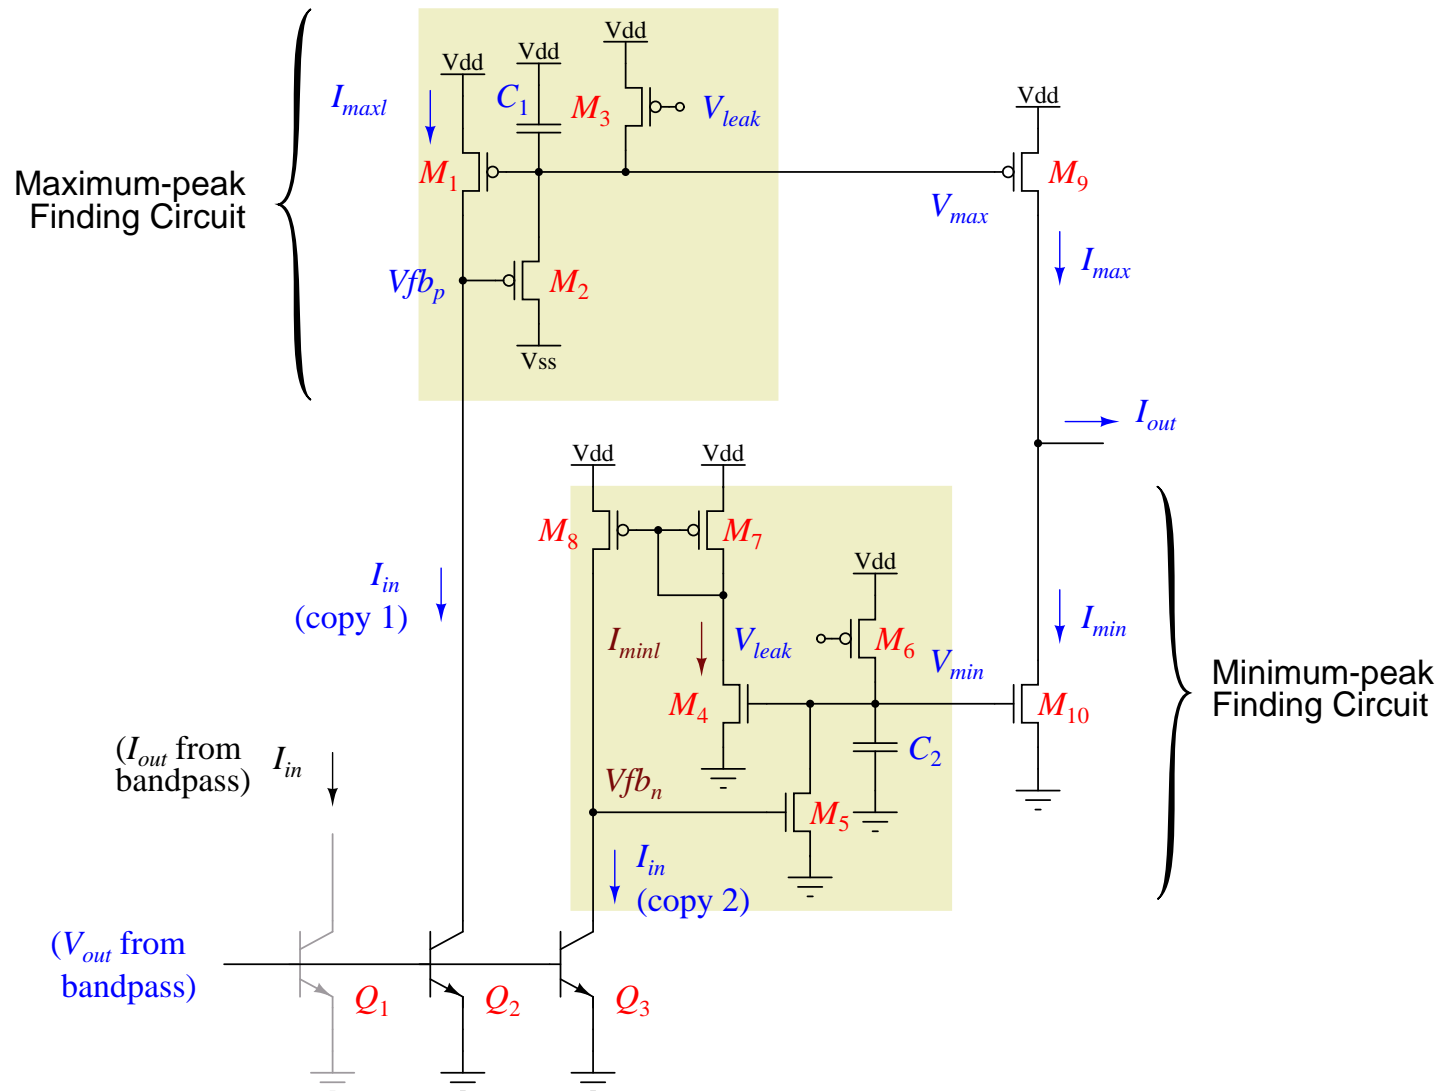 Vdd
Vdd
Vdd
Vdd
I_maxl
C_1
M_3
V_leak
M_1
M_9
Maximum-peak
Finding Circuit
V_max
Vfb_p
M_2
I_max
Vss
I_out
Vdd
Vdd
M_8
M_7
Vdd
I_in
(copy 1)
I_minl
V_leak
M_6
V_min
I_min
Minimum-peak
Finding Circuit
M_4
M_10
C_2
(I_out from
bandpass)
I_in
Vfb_n
M_5
I_in
(copy 2)
(V_out from
bandpass)
Q_1
Q_2
Q_3